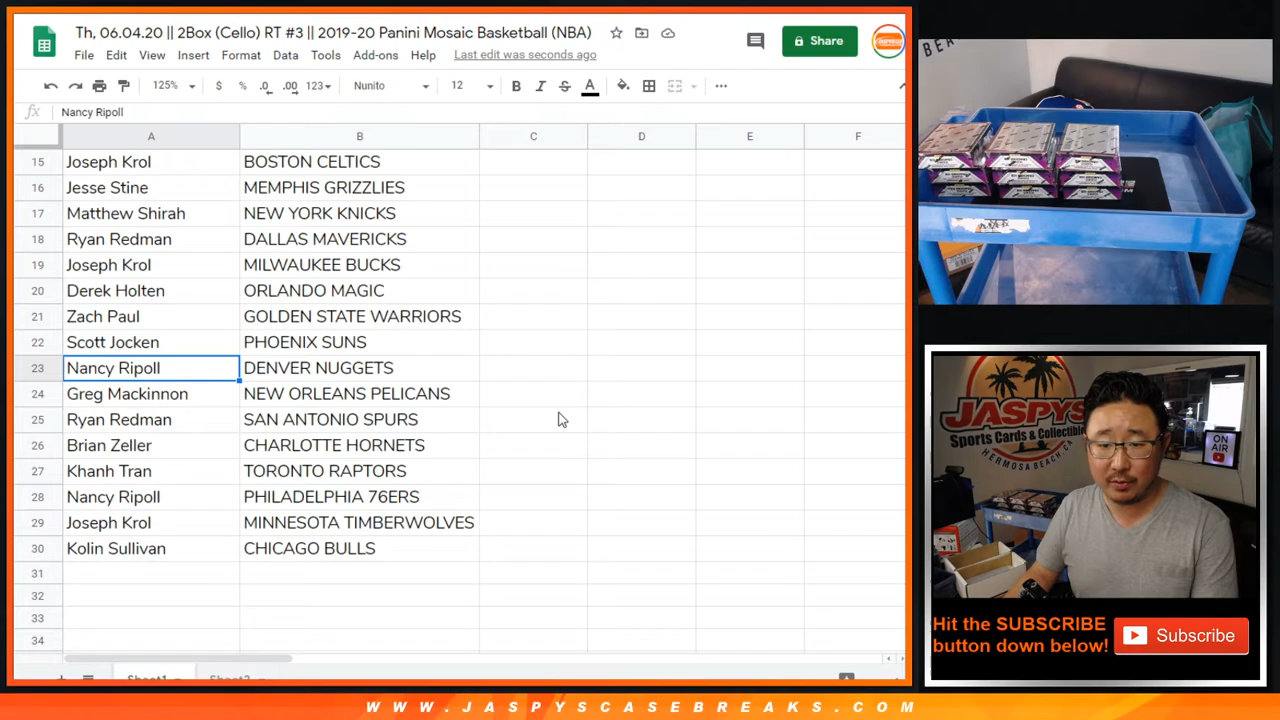 Th, 06.04.20 || 2Box (Cello) RT #3 || 2019-20 Panini Mosaic Basketball (NBA)
File Edit View Insert Format Data Tools Add-ons Help Last edit was seconds ago
Share
125% $ % .0 .00 123 Nunito 12 B I S A
fx Nancy Ripoll
A B C D E F
15 Joseph Krol BOSTON CELTICS
16 Jesse Stine MEMPHIS GRIZZLIES
17 Matthew Shirah NEW YORK KNICKS
18 Ryan Redman DALLAS MAVERICKS
19 Joseph Krol MILWAUKEE BUCKS
20 Derek Holten ORLANDO MAGIC
21 Zach Paul GOLDEN STATE WARRIORS
22 Scott Jocken PHOENIX SUNS
23 Nancy Ripoll DENVER NUGGETS
24 Greg Mackinnon NEW ORLEANS PELICANS
25 Ryan Redman SAN ANTONIO SPURS
26 Brian Zeller CHARLOTTE HORNETS
27 Khanh Tran TORONTO RAPTORS
28 Nancy Ripoll PHILADELPHIA 76ERS
29 Joseph Krol MINNESOTA TIMBERWOLVES
30 Kolin Sullivan CHICAGO BULLS
31
32
33
34
Sheet1 Sheet2
JASPYS
Sports Cards & Collectibles
HERMOSA BEACH, CA
ON AIR
Hit the SUBSCRIBE
button down below!
Subscribe
WWW.JASPYSCASEBREAKS.COM